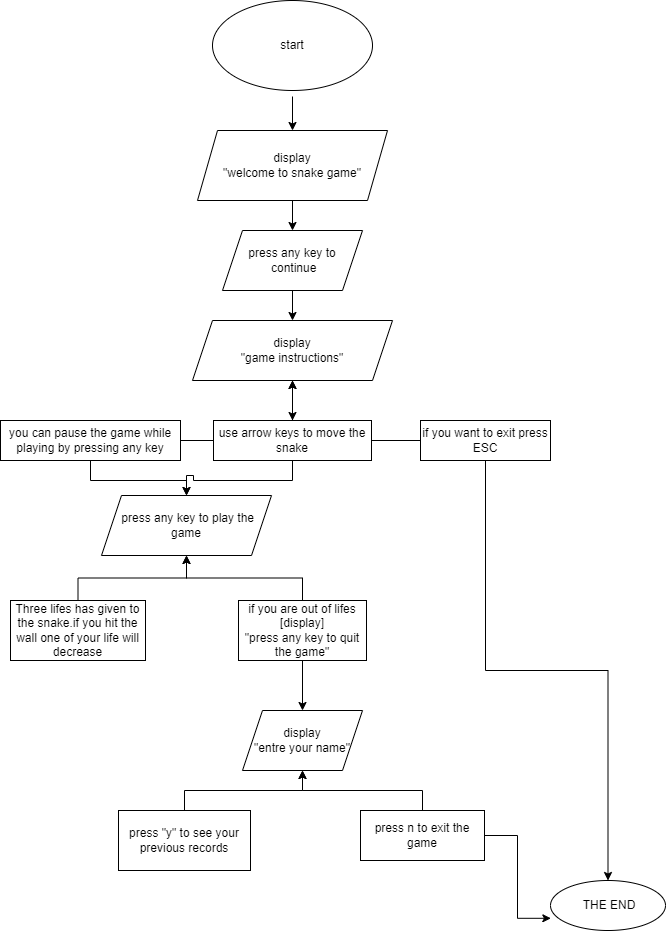 start
display
"welcome to snake game"
press any key to
continue
display
"game instructions"
you can pause the game while
playing by pressing any key
use arrow keys to move the
snake
if you want to exit press
ESC
press any key to play the
game
Three lifes has given to
the snake.if you hit the
wall one of your life will
decrease
if you are out of lifes
[display]
"press any key to quit
the game"
display
"entre your name"
press "y" to see your
previous records
press n to exit the
game
THE END